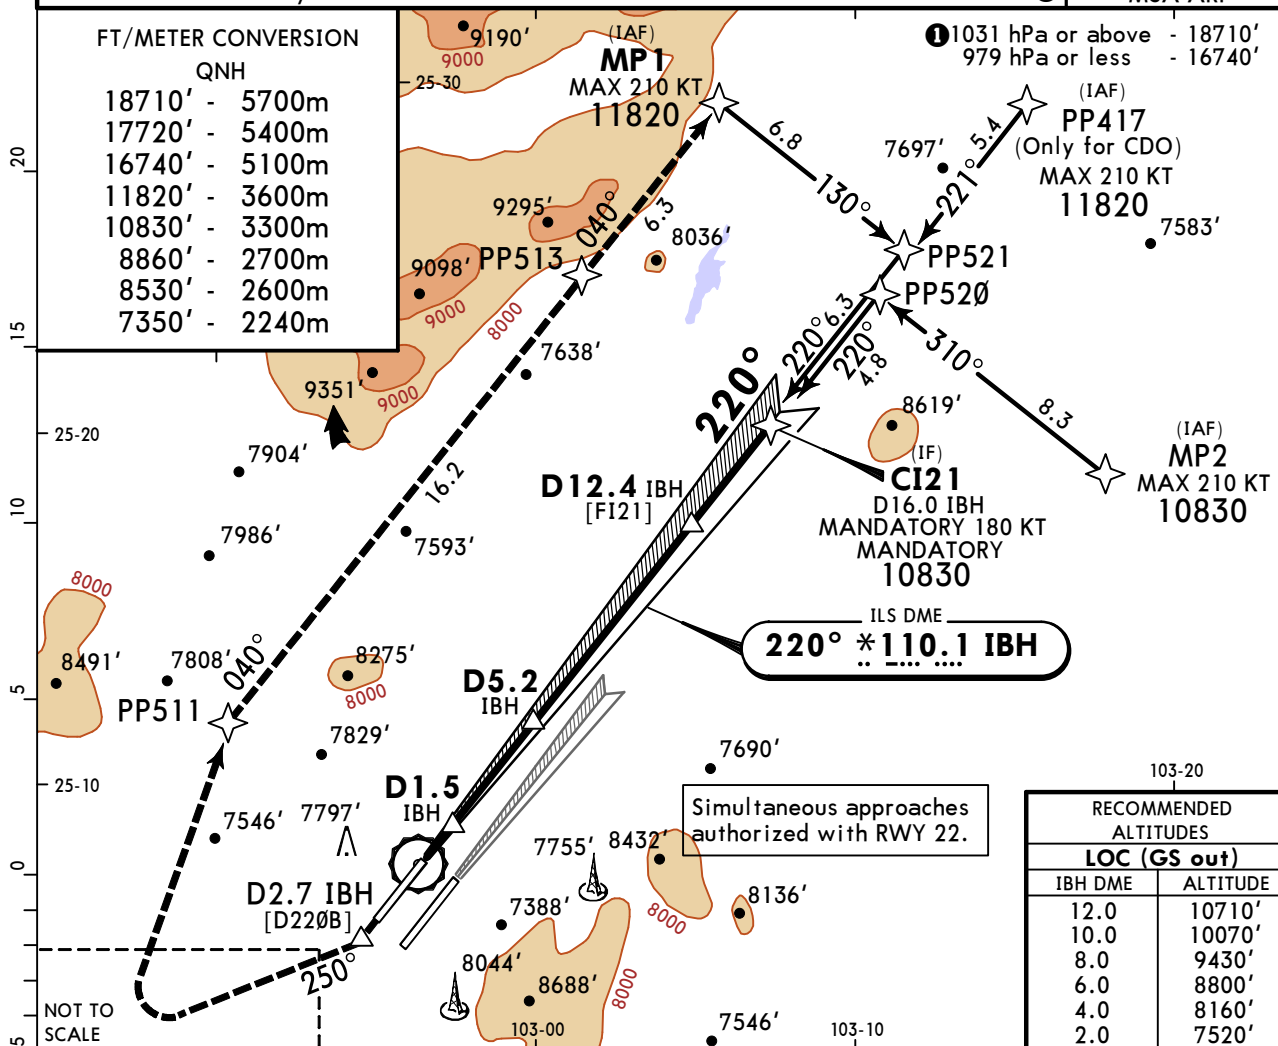 FT/METER CONVERSION
QNH
18710' - 5700m
17720' - 5400m
16740' - 5100m
11820' - 3600m
10830' - 3300m
8860' - 2700m
8530' - 2600m
7350' - 2240m
9190'
9000
25-30
(IAF)
MP1
MAX 210 KT
11820
❶1031 hPa or above - 18710'
979 hPa or less - 16740'
(IAF)
PP417
(Only for CDO)
MAX 210 KT
11820
6.8
130°
5.4
221°
7697'
7583'
PP521
PP520
20
9295'
040°
6.3
8036'
9098'
PP513
9000
8000
15
7638'
9351'
9000
220°
220°
6.3
220°
4.8
310°
8.3
8619'
25-20
7904'
16.2
(IAF)
MP2
MAX 210 KT
10830
(IF)
CI21
D16.0 IBH
MANDATORY 180 KT
MANDATORY
10830
D12.4 IBH
[FI21]
10
7986'
7593'
8000
ILS DME
220° *110.1 IBH
8491'
7808'
040°
8275'
8000
D5.2
IBH
5
PP511
7829'
7690'
25-10
103-20
D1.5
IBH
7546'
7797'
Simultaneous approaches
authorized with RWY 22.
7755'
8432'
0
D2.7 IBH
[D220B]
7388'
8000
8136'
250°
8044'
8688'
8000
NOT TO
SCALE
103-00
7546'
103-10
5
RECOMMENDED
ALTITUDES
LOC (GS out)
IBH DME ALTITUDE
12.0 10710'
10.0 10070'
8.0 9430'
6.0 8800'
4.0 8160'
2.0 7520'